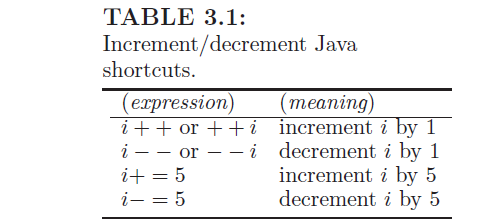 TABLE 3.1:
Increment/decrement Java
shortcuts.
(expression) (meaning)
i + + or + + i increment i by 1
i − − or − − i decrement i by 1
i+ = 5 increment i by 5
i− = 5 decrement i by 5